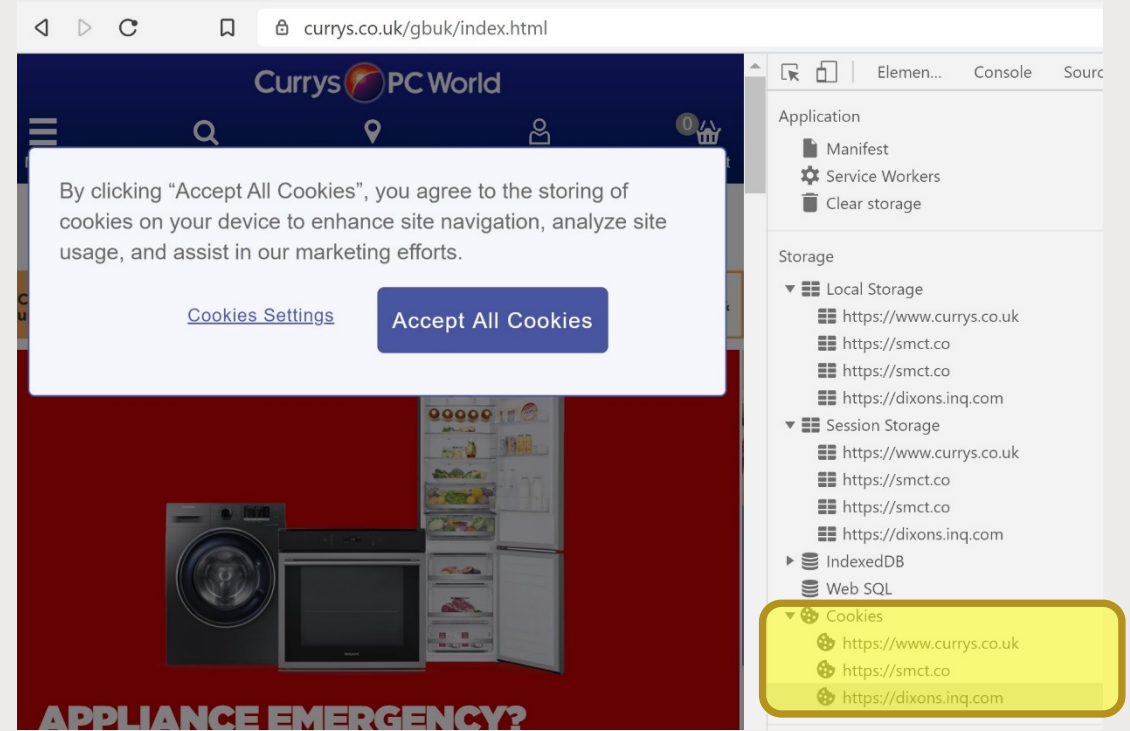 currys.co.uk/gbuk/index.html
Currys PC World
0
By clicking “Accept All Cookies”, you agree to the storing of
cookies on your device to enhance site navigation, analyze site
usage, and assist in our marketing efforts.
Cookies Settings
Accept All Cookies
APPLIANCE EMERGENCY?
Elemen...
Console
Sourc
Application
Manifest
Service Workers
Clear storage
Storage
Local Storage
https://www.currys.co.uk
https://smct.co
https://smct.co
https://dixons.inq.com
Session Storage
https://www.currys.co.uk
https://smct.co
https://smct.co
https://dixons.inq.com
IndexedDB
Web SQL
Cookies
https://www.currys.co.uk
https://smct.co
https://dixons.inq.com